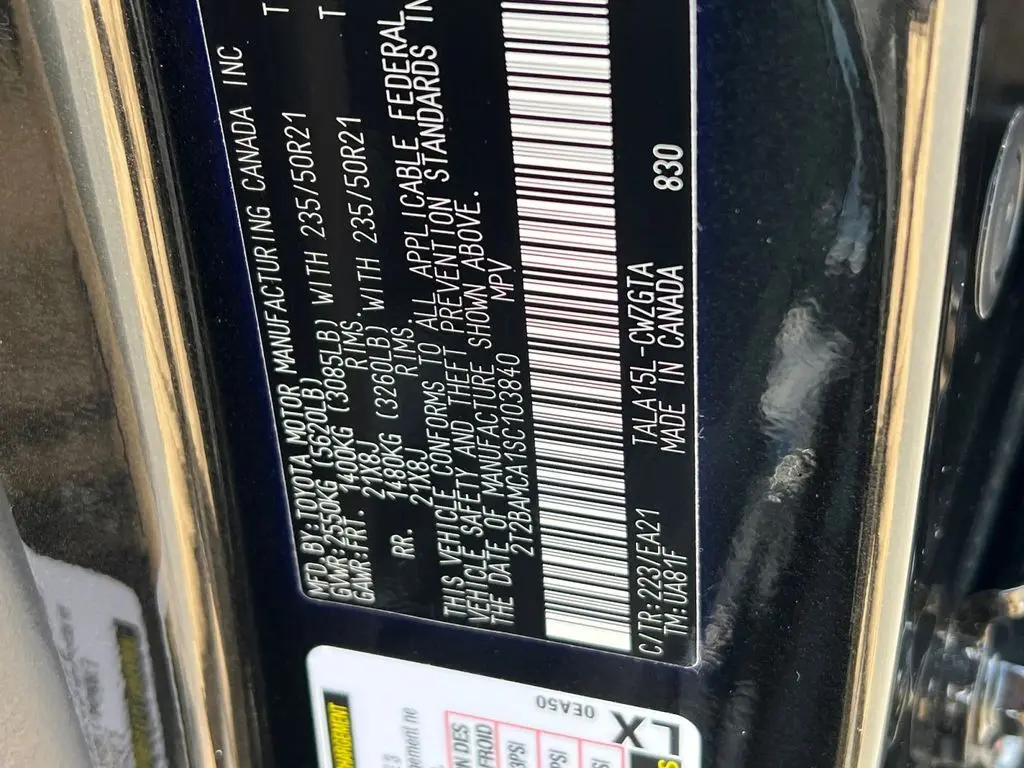 MFD. BY: TOYOTA MOTOR MANUFACTURING CANADA INC
GVWR: 2550KG (5620LB)
GAWR: FRT. 1400KG (3085LB) WITH 235/50R21 T
21X8J RIMS.
RR. 1480KG (3260LB) WITH 235/50R21 T
21X8J RIMS.
THIS VEHICLE CONFORMS TO ALL APPLICABLE FEDERAL
VEHICLE SAFETY AND THEFT PREVENTION STANDARDS IN
THE DATE OF MANUFACTURE SHOWN ABOVE.
2T2BAMCA1SC103840 MPV
C/TR: 223/EA21 TALA15L-CWZGTA 830
TM: UA81F MADE IN CANADA
0EA50